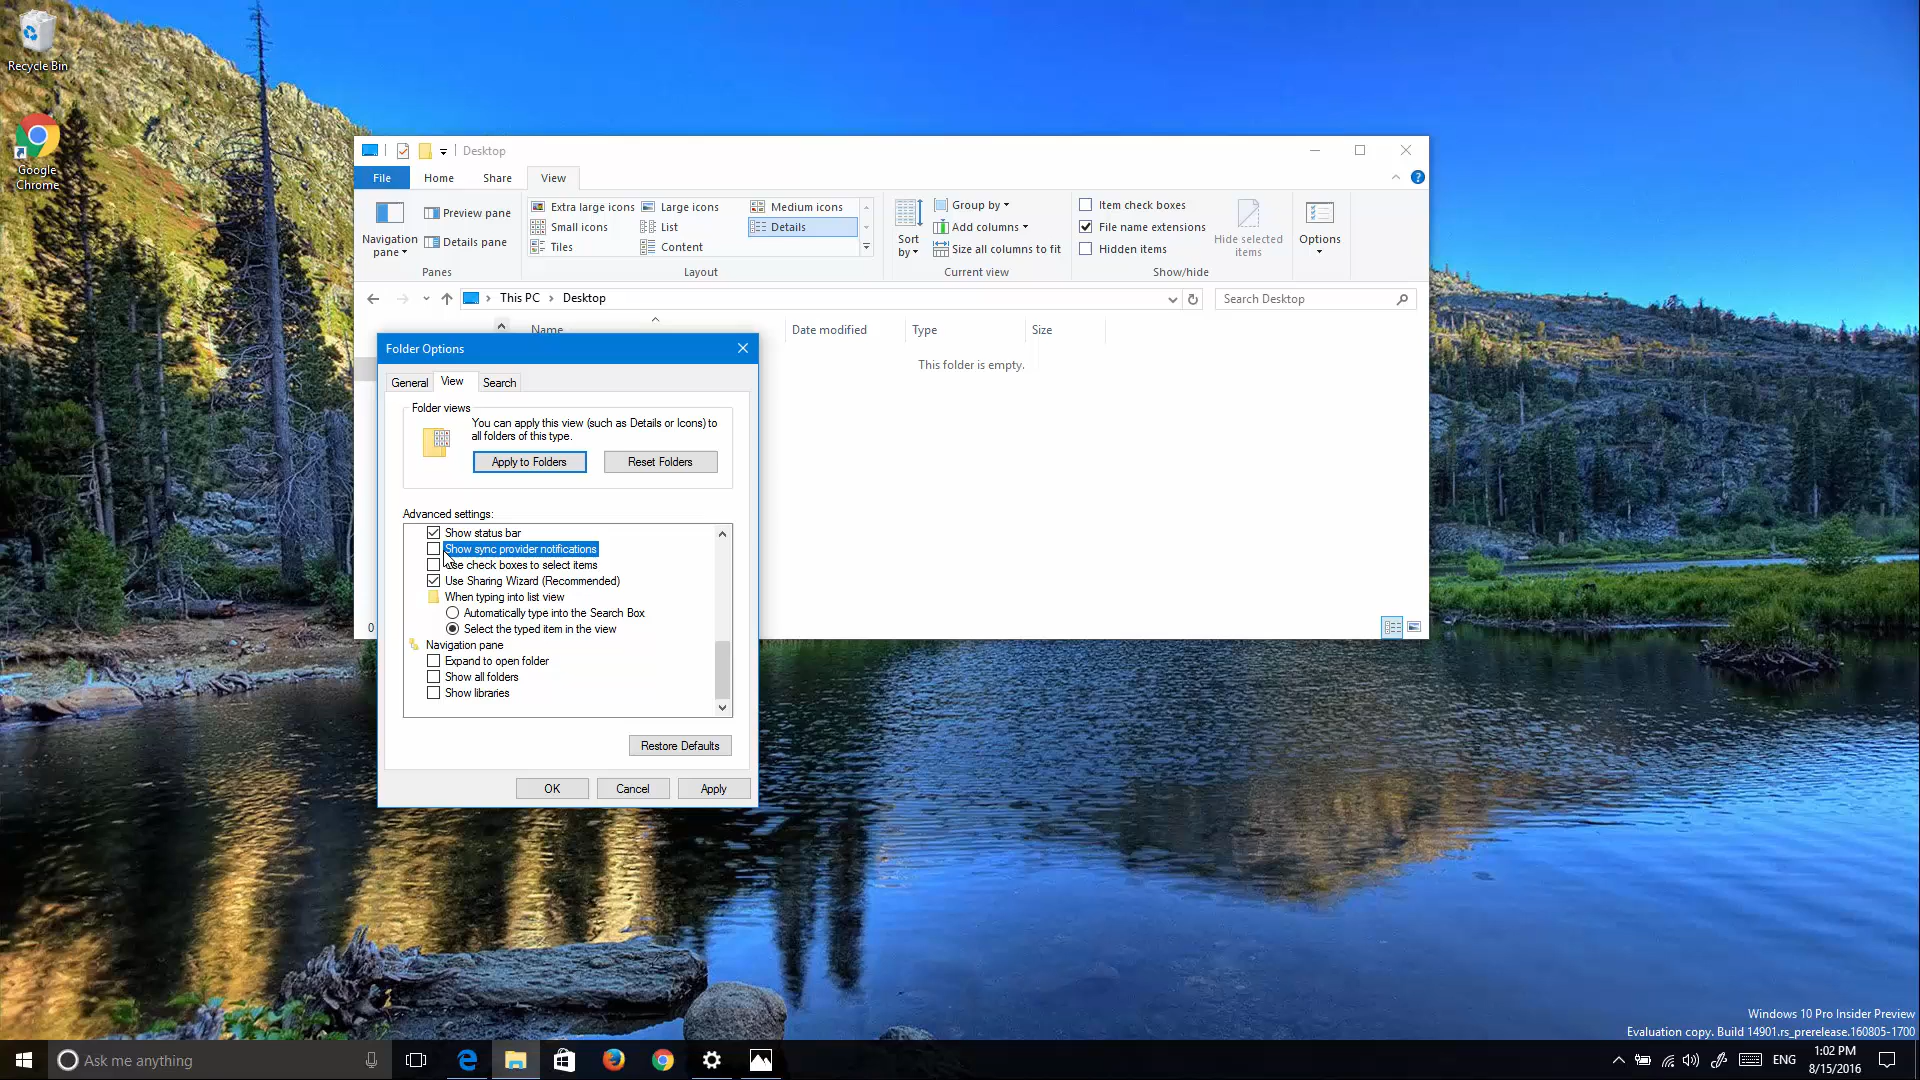 Recycle Bin
Google
Chrome
Desktop
File
Home
Share
View
Navigation
pane
Preview pane
Details pane
Panes
Extra large icons
Large icons
Medium icons
Small icons
List
Details
Tiles
Content
Layout
Sort
by
Group by
Add columns
Size all columns to fit
Current view
Item check boxes
File name extensions
Hidden items
Hide selected
items
Show/hide
Options
This PC
Desktop
Search Desktop
Name
Date modified
Type
Size
This folder is empty.
0
Folder Options
General
View
Search
Folder views
You can apply this view (such as Details or Icons) to
all folders of this type.
Apply to Folders
Reset Folders
Advanced settings:
Show status bar
Show sync provider notifications
check boxes to select items
Use Sharing Wizard (Recommended)
When typing into list view
Automatically type into the Search Box
Select the typed item in the view
Navigation pane
Expand to open folder
Show all folders
Show libraries
Restore Defaults
OK
Cancel
Apply
Windows 10 Pro Insider Preview
Evaluation copy. Build 14901.rs_prerelease.160805-1700
Ask me anything
ENG
1:02 PM
8/15/2016